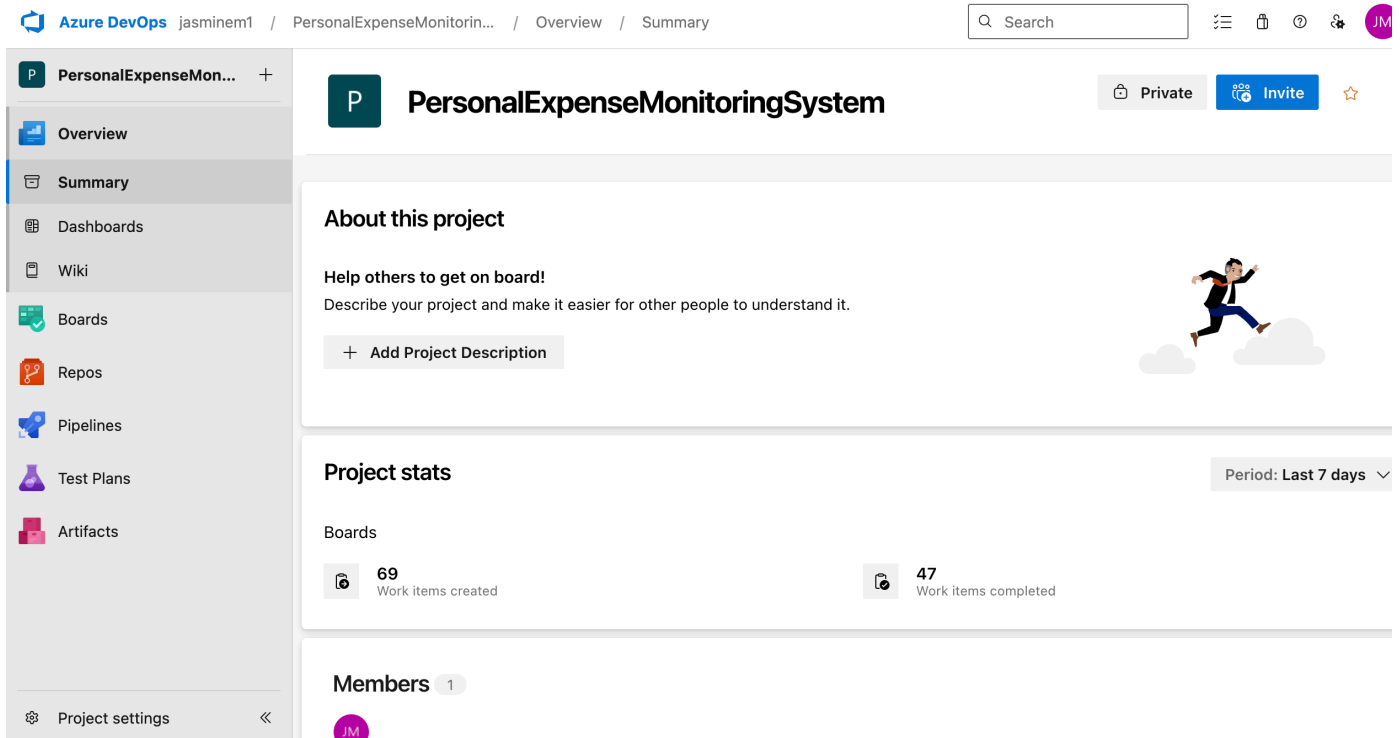 Azure DevOps jasminem1 / PersonalExpenseMonitorin... / Overview / Summary
Search
JM
P PersonalExpenseMon... +
Overview
Summary
Dashboards
Wiki
Boards
Repos
Pipelines
Test Plans
Artifacts
Project settings
P
PersonalExpenseMonitoringSystem
Private
Invite
About this project
Help others to get on board!
Describe your project and make it easier for other people to understand it.
+ Add Project Description
Project stats
Period: Last 7 days
Boards
69
Work items created
47
Work items completed
Members 1
JM